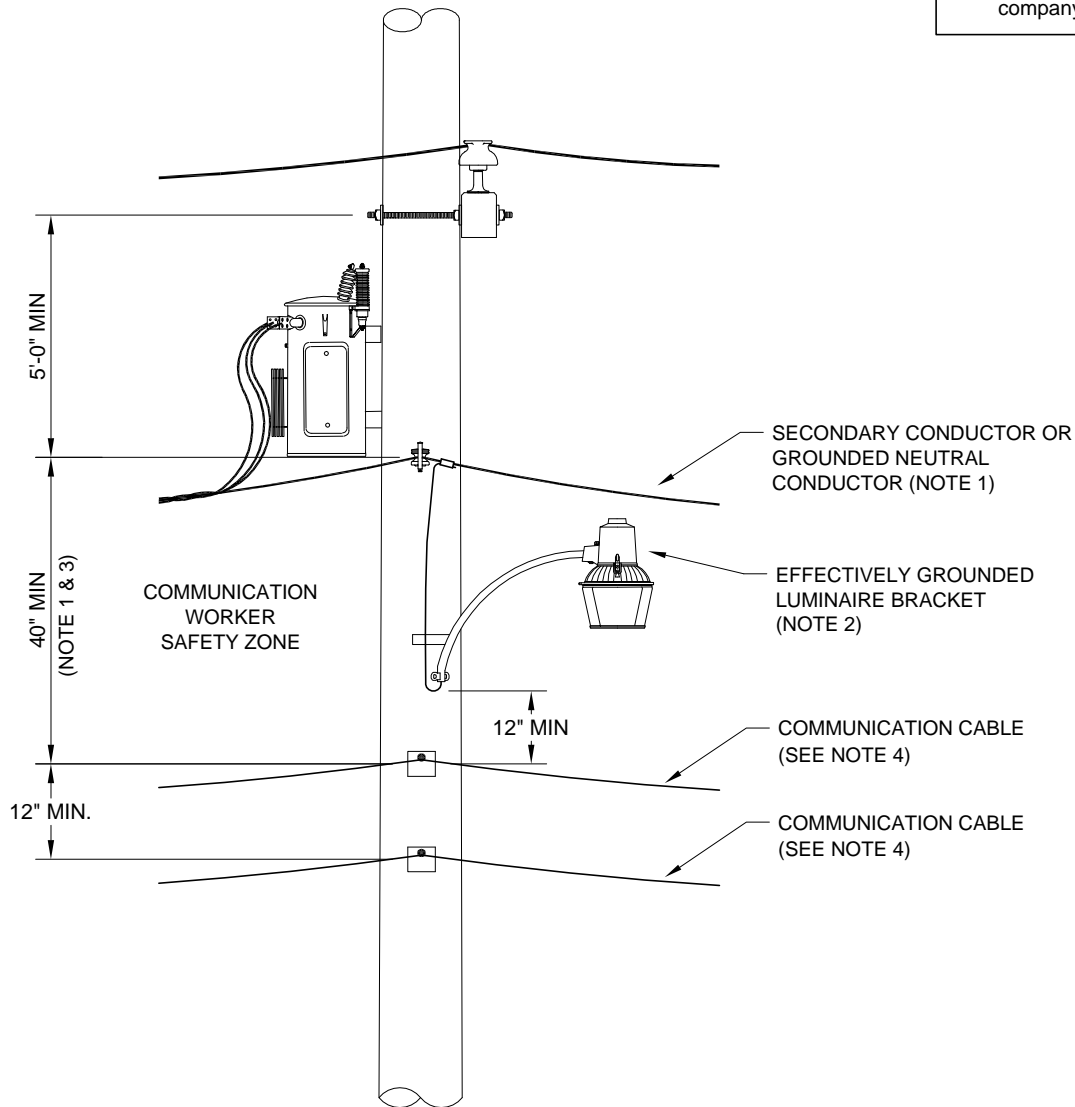 company
5'-0" MIN
SECONDARY CONDUCTOR OR
GROUNDED NEUTRAL
CONDUCTOR (NOTE 1)
40" MIN
(NOTE 1 & 3)
COMMUNICATION
WORKER
SAFETY ZONE
EFFECTIVELY GROUNDED
LUMINAIRE BRACKET
(NOTE 2)
12" MIN
COMMUNICATION CABLE
(SEE NOTE 4)
12" MIN.
COMMUNICATION CABLE
(SEE NOTE 4)